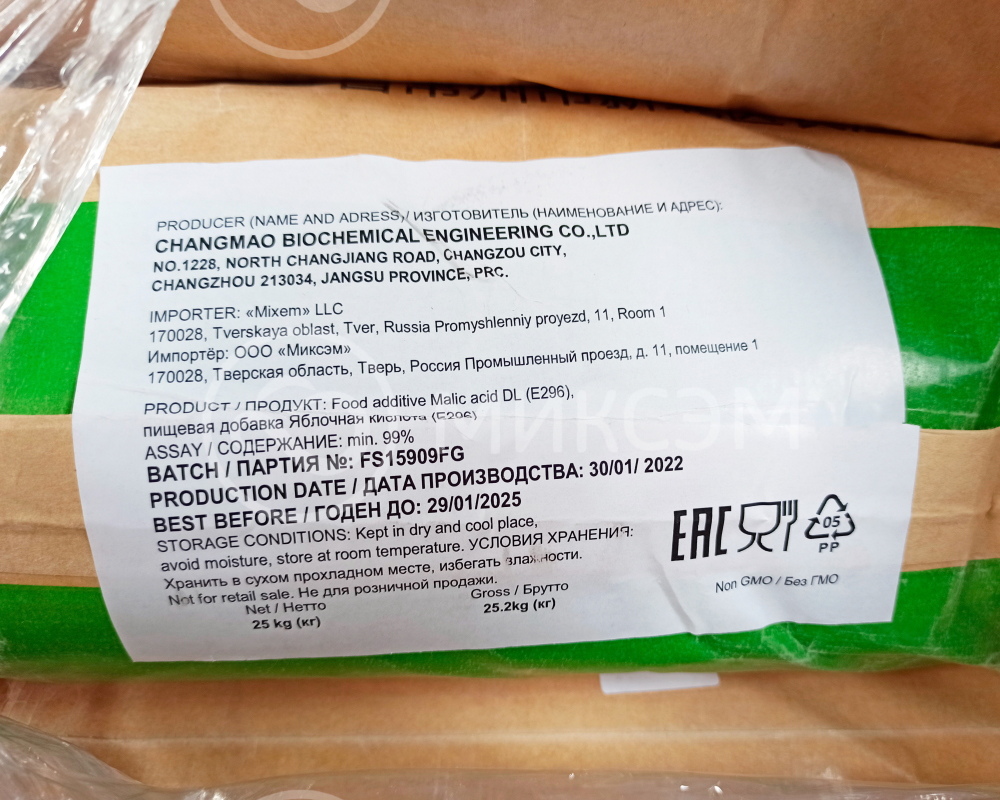 PRODUCER (NAME AND ADRESS)/ ИЗГОТОВИТЕЛЬ (НАИМЕНОВАНИЕ И АДРЕС):
CHANGMAO BIOCHEMICAL ENGINEERING CO.,LTD
NO.1228, NORTH CHANGJIANG ROAD, CHANGZOU CITY,
CHANGZHOU 213034, JANGSU PROVINCE, PRC.
IMPORTER: «Mixem» LLC
170028, Tverskaya oblast, Tver, Russia Promyshlenniy proyezd, 11, Room 1
Импортёр: ООО «Миксэм»
170028, Тверская область, Тверь, Россия Промышленный проезд, д. 11, помещение 1
PRODUCT / ПРОДУКТ: Food additive Malic acid DL (E296),
пищевая добавка Яблочная кислота (E296)
МИКСЭМ
ASSAY / СОДЕРЖАНИЕ: min. 99%
BATCH / ПАРТИЯ №: FS15909FG
PRODUCTION DATE / ДАТА ПРОИЗВОДСТВА: 30/01/ 2022
BEST BEFORE / ГОДЕН ДО: 29/01/2025
STORAGE CONDITIONS: Kept in dry and cool place,
avoid moisture, store at room temperature. УСЛОВИЯ ХРАНЕНИЯ:
Хранить в сухом прохладном месте, избегать влажности.
Not for retail sale. Не для розничной продажи.
Net / Нетто
25 kg (кг)
Gross / Брутто
25.2kg (кг)
EAC
05
PP
Non GMO / Без ГМО